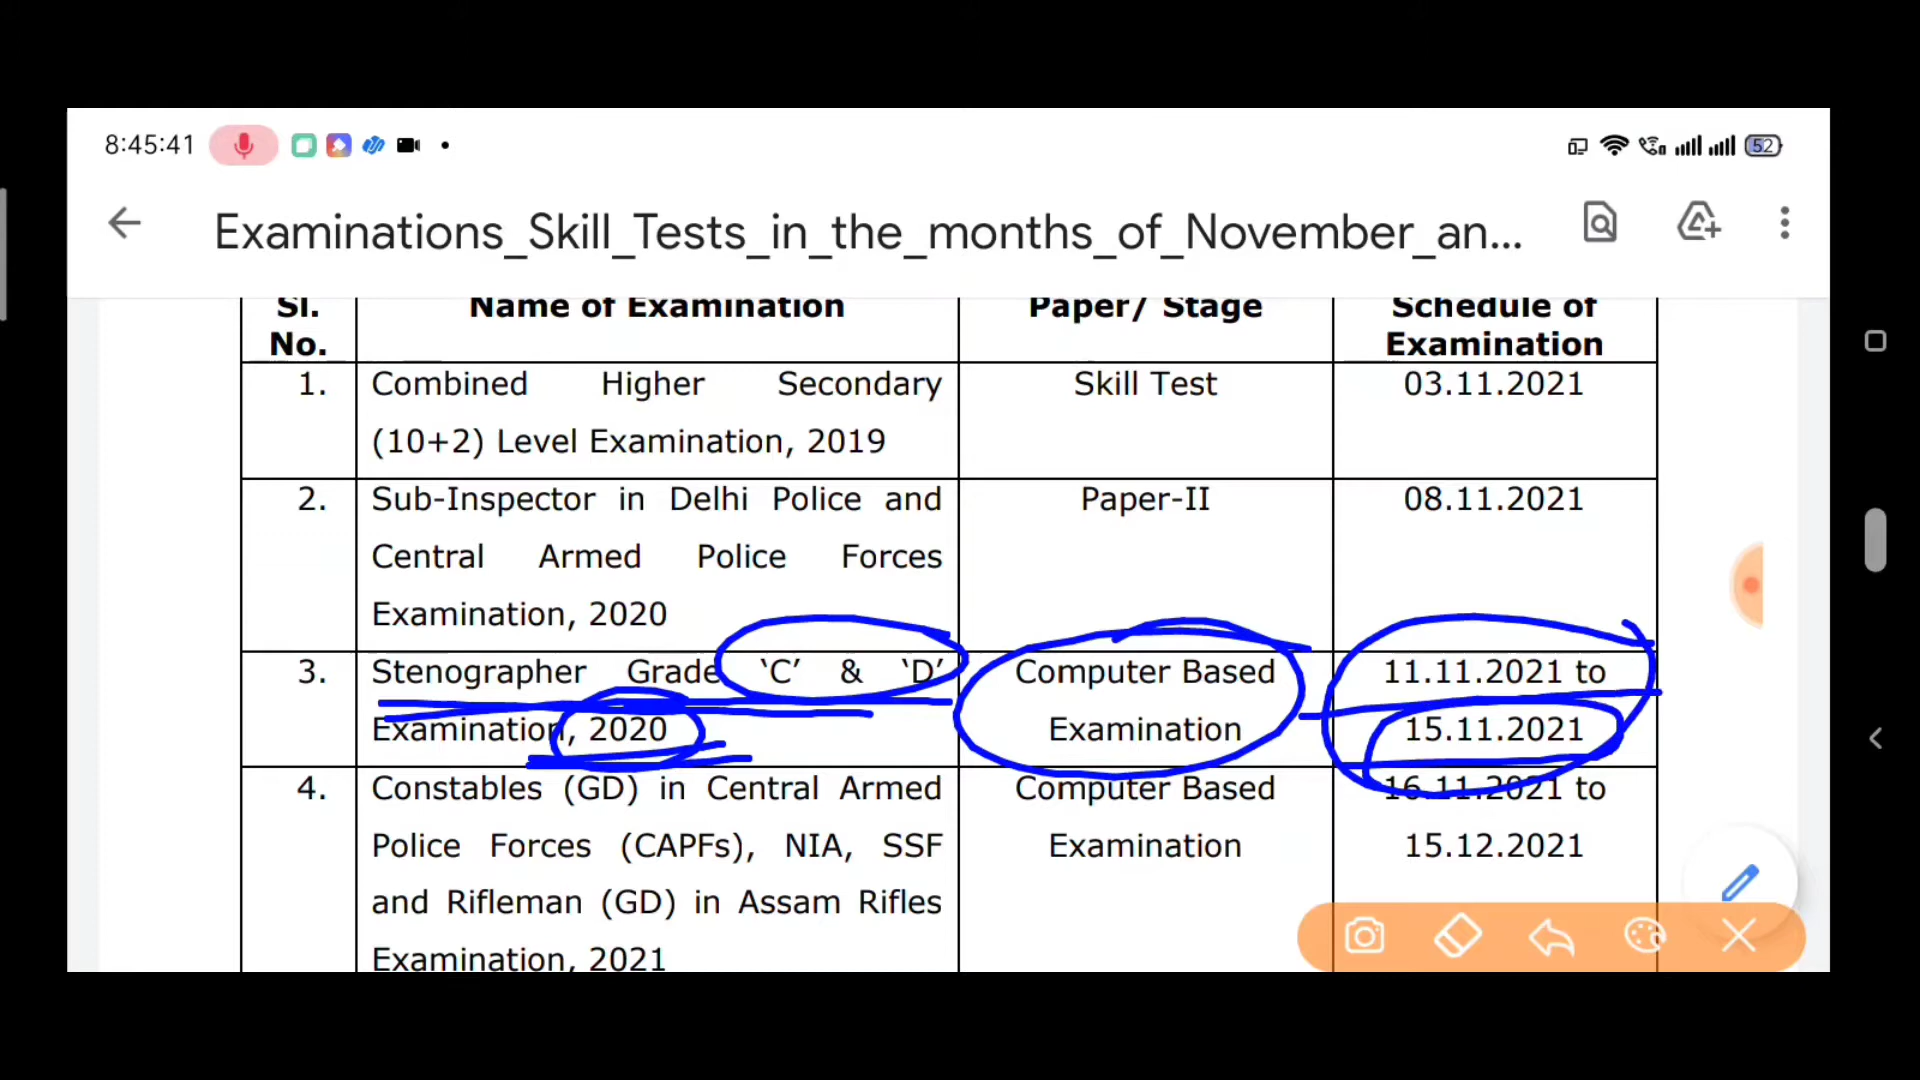 8:45:41
52
Examinations_Skill_Tests_in_the_months_of_November_an...
Sl. No.
Name of Examination
Paper/ Stage
Schedule of Examination
1.
Combined Higher Secondary
(10+2) Level Examination, 2019
Skill Test
03.11.2021
2.
Sub-Inspector in Delhi Police and
Central Armed Police Forces
Examination, 2020
Paper-II
08.11.2021
3.
Stenographer Grade ‘C’ & ‘D’
Examination, 2020
Computer Based
Examination
11.11.2021 to
15.11.2021
4.
Constables (GD) in Central Armed
Police Forces (CAPFs), NIA, SSF
and Rifleman (GD) in Assam Rifles
Examination, 2021
Computer Based
Examination
16.11.2021 to
15.12.2021